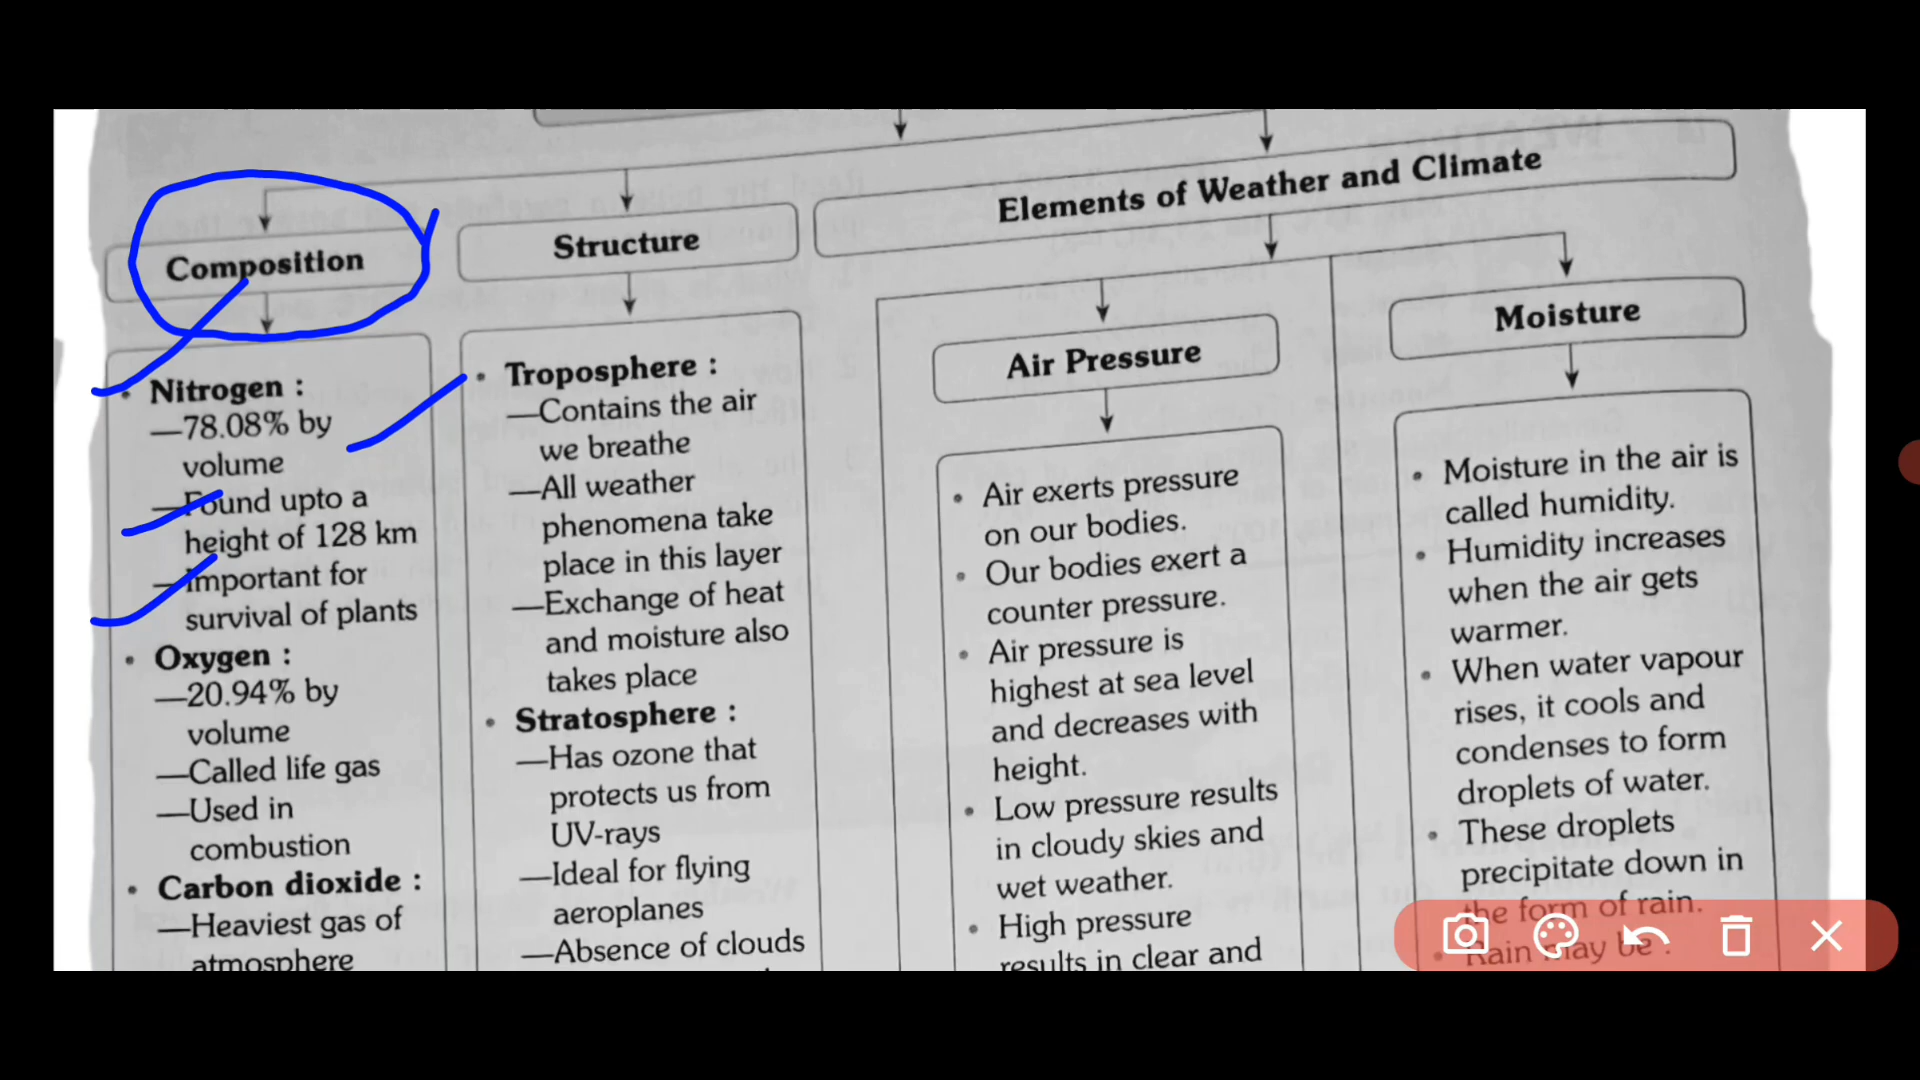 Elements of Weather and Climate
Composition
Structure
Air Pressure
Moisture
• Nitrogen :
—78.08% by
volume
—Found upto a
height of 128 km
—Important for
survival of plants
• Oxygen :
—20.94% by
volume
—Called life gas
—Used in
combustion
• Carbon dioxide :
—Heaviest gas of
atmosphere
• Troposphere :
—Contains the air
we breathe
—All weather
phenomena take
place in this layer
—Exchange of heat
and moisture also
takes place
• Stratosphere :
—Has ozone that
protects us from
UV-rays
—Ideal for flying
aeroplanes
—Absence of clouds
• Air exerts pressure
on our bodies.
• Our bodies exert a
counter pressure.
• Air pressure is
highest at sea level
and decreases with
height.
• Low pressure results
in cloudy skies and
wet weather.
• High pressure
results in clear and
• Moisture in the air is
called humidity.
• Humidity increases
when the air gets
warmer.
• When water vapour
rises, it cools and
condenses to form
droplets of water.
• These droplets
precipitate down in
the form of rain.
• Rain may be :